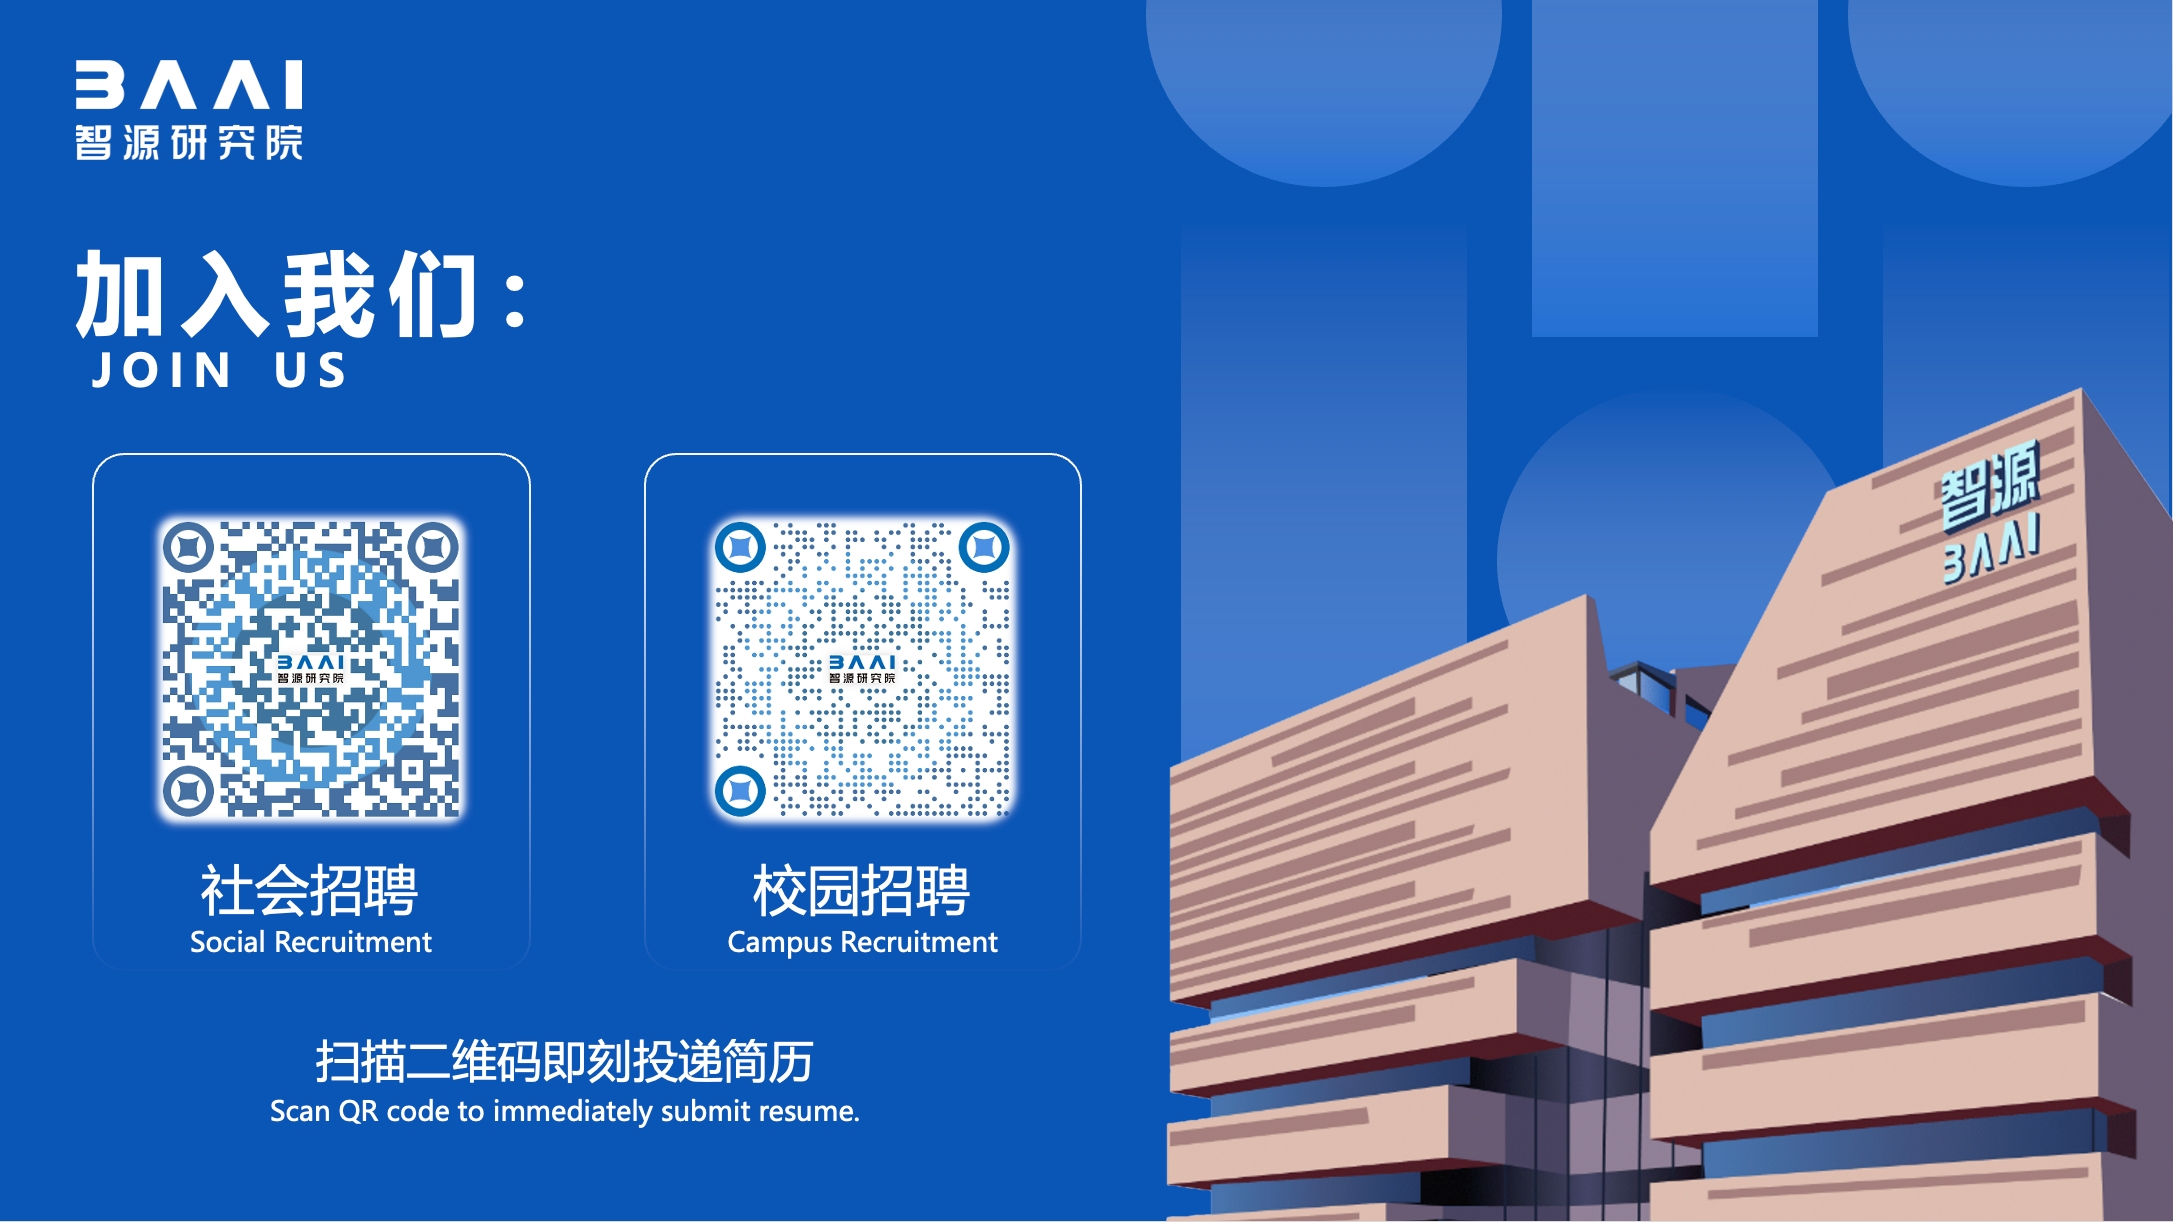 BAAI
智源研究院
加入我们：
JOIN US
BAAI
智源研究院
社会招聘
Social Recruitment
BAAI
智源研究院
校园招聘
Campus Recruitment
扫描二维码即刻投递简历
Scan QR code to immediately submit resume.
智源
BAAI